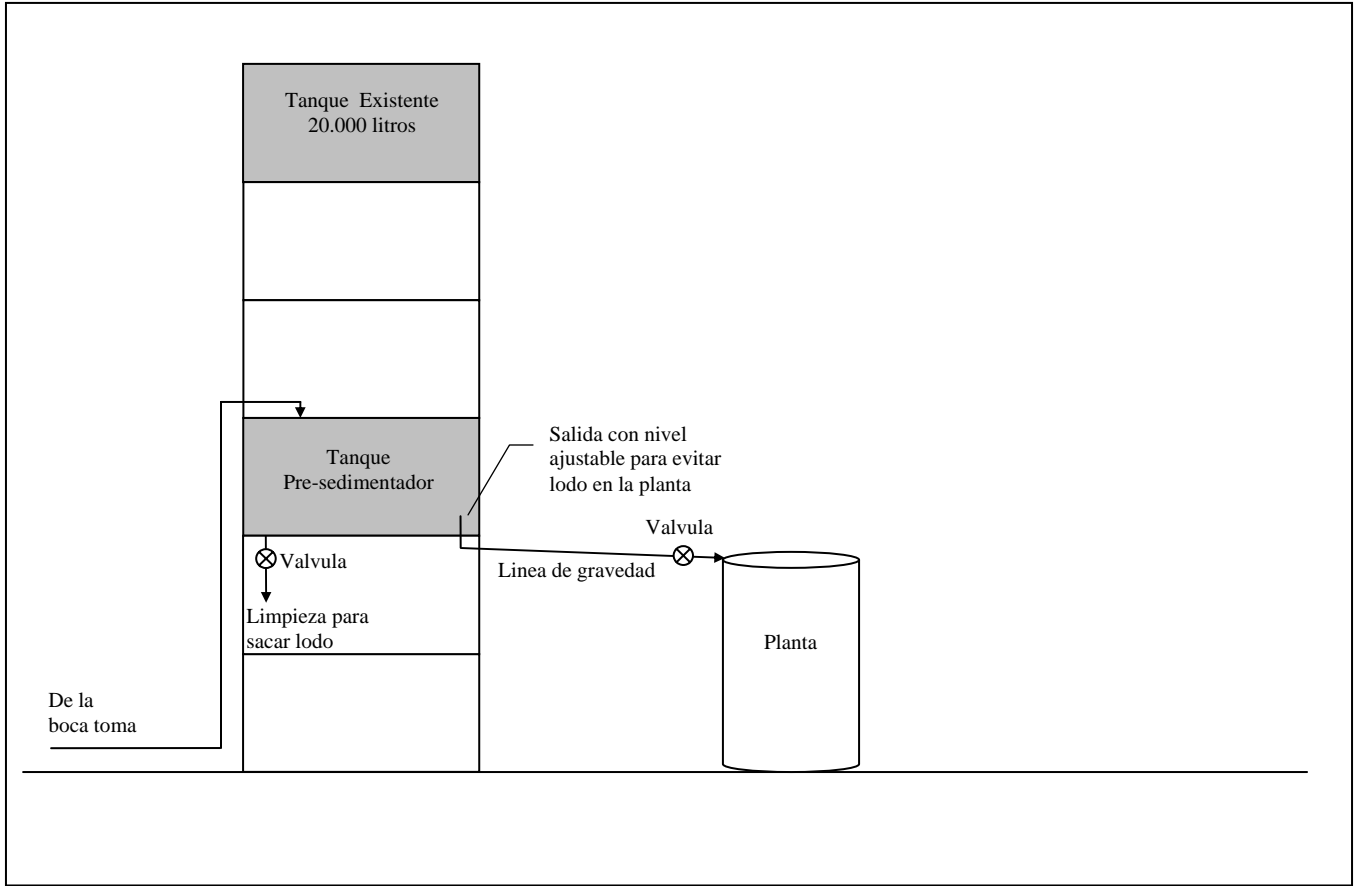 Tanque Existente
20.000 litros
Tanque
Pre-sedimentador
Salida con nivel
ajustable para evitar
lodo en la planta
Valvula
Valvula
Linea de gravedad
Limpieza para
sacar lodo
Planta
De la
boca toma